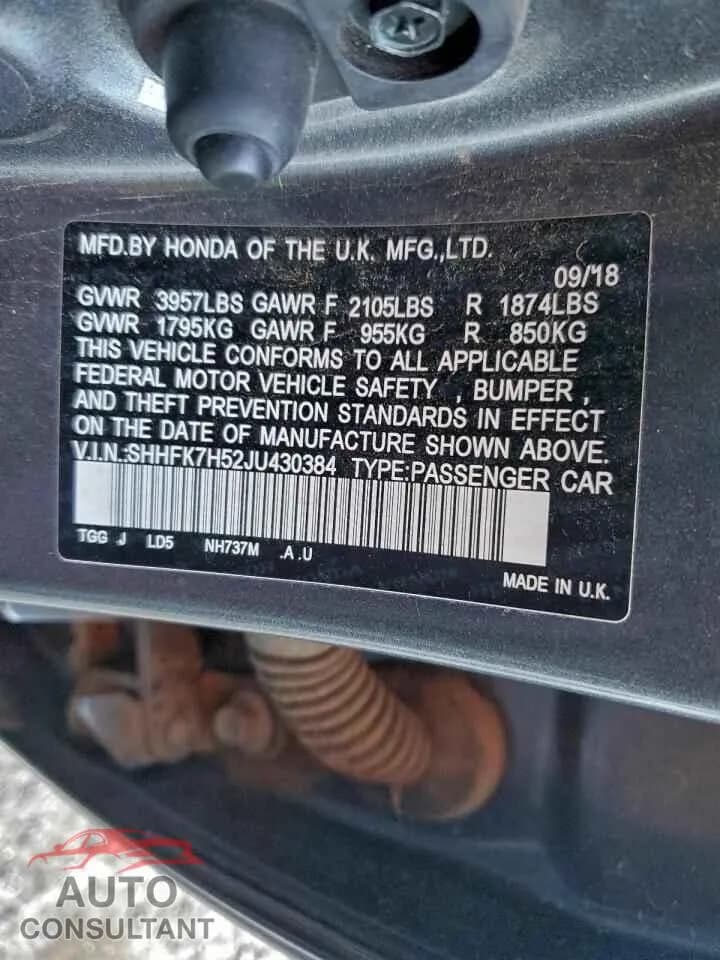 MFD.BY HONDA OF THE U.K. MFG.,LTD.
09/18
GVWR 3957LBS GAWR F 2105LBS R 1874LBS
GVWR 1795KG GAWR F 955KG R 850KG
THIS VEHICLE CONFORMS TO ALL APPLICABLE
FEDERAL MOTOR VEHICLE SAFETY , BUMPER ,
AND THEFT PREVENTION STANDARDS IN EFFECT
ON THE DATE OF MANUFACTURE SHOWN ABOVE.
V.I.N.:SHHFK7H52JU430384 TYPE:PASSENGER CAR
TGG J LD5 NH737M .A .U
MADE IN U.K.
AUTO
CONSULTANT